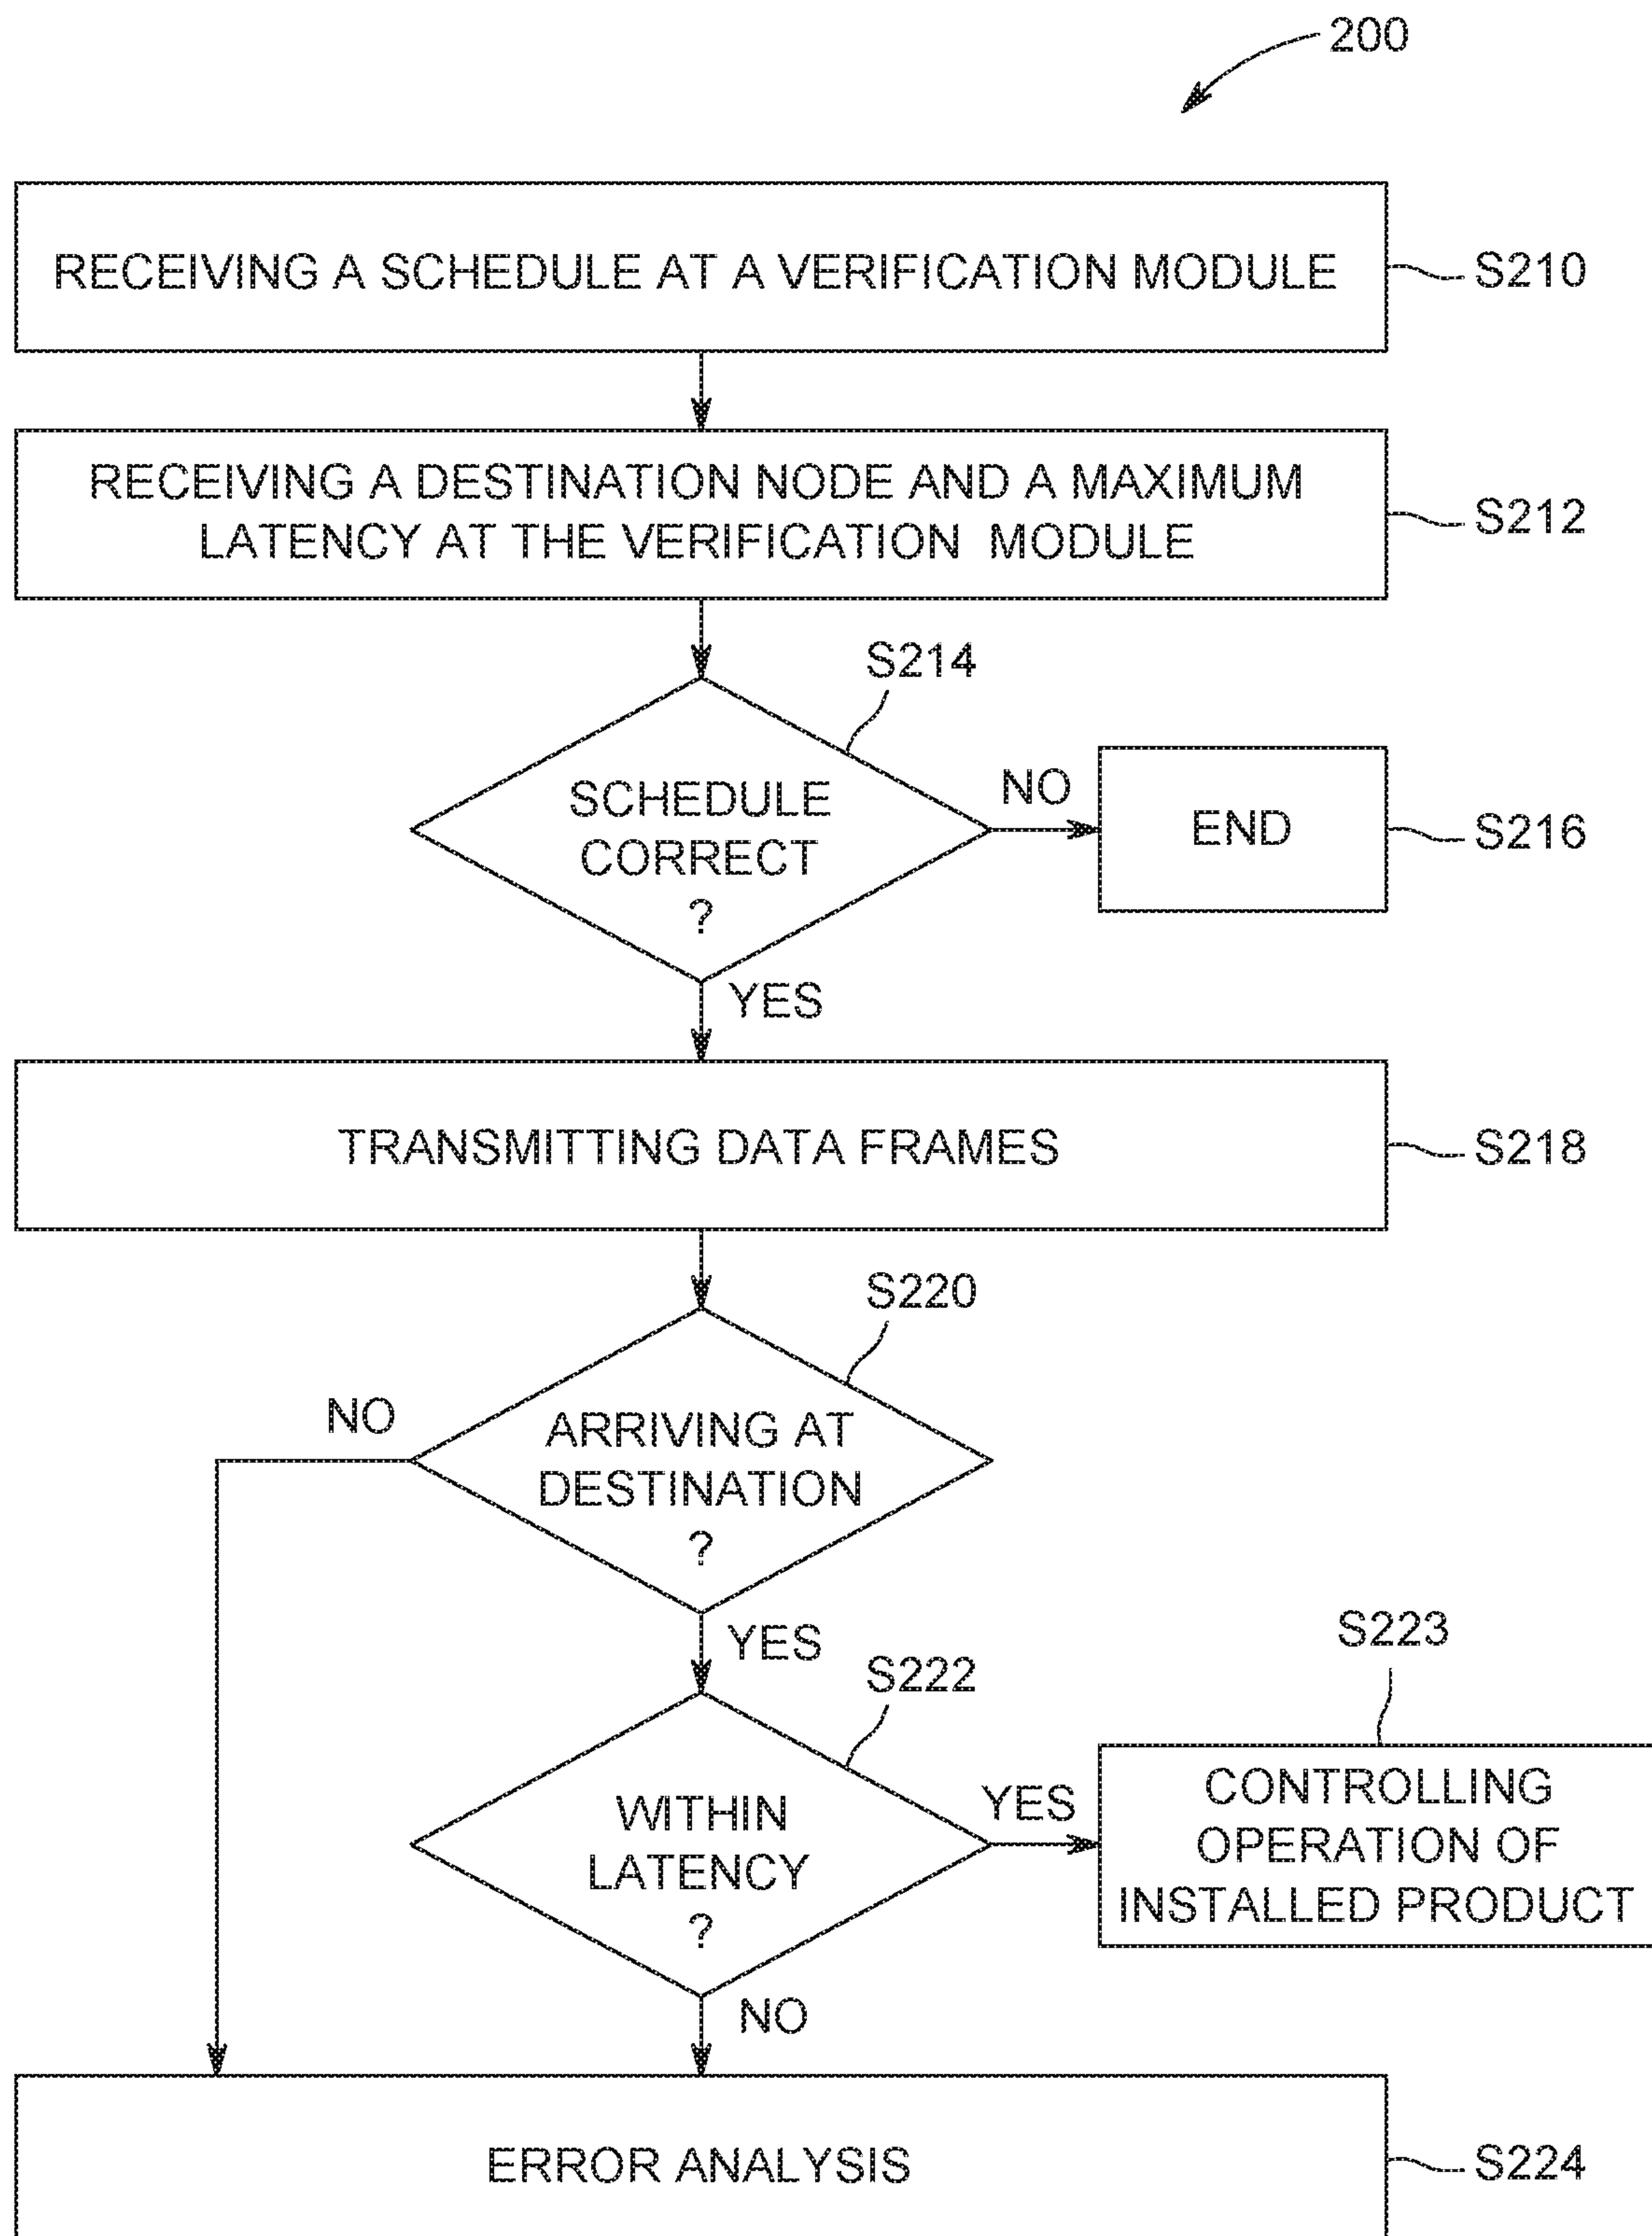 200
RECEIVING A SCHEDULE AT A VERIFICATION MODULE
S210
RECEIVING A DESTINATION NODE AND A MAXIMUM
LATENCY AT THE VERIFICATION MODULE
S212
S214
SCHEDULE
CORRECT
?
NO
END
S216
YES
TRANSMITTING DATA FRAMES
S218
S220
NO
ARRIVING AT
DESTINATION
?
YES
S222
S223
WITHIN
LATENCY
?
YES
CONTROLLING
OPERATION OF
INSTALLED PRODUCT
NO
ERROR ANALYSIS
S224